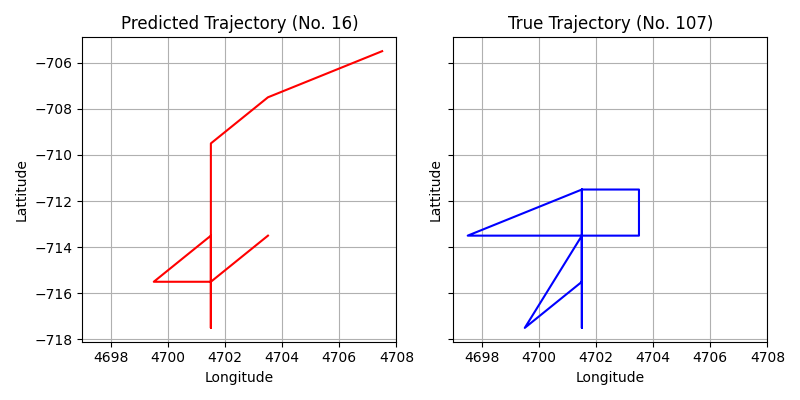 Predicted Trajectory (No. 16)
True Trajectory (No. 107)
Lattitude
−706
−708
−710
−712
−714
−716
−718
4698 4700 4702 4704 4706 4708
Longitude
Lattitude
4698 4700 4702 4704 4706 4708
Longitude